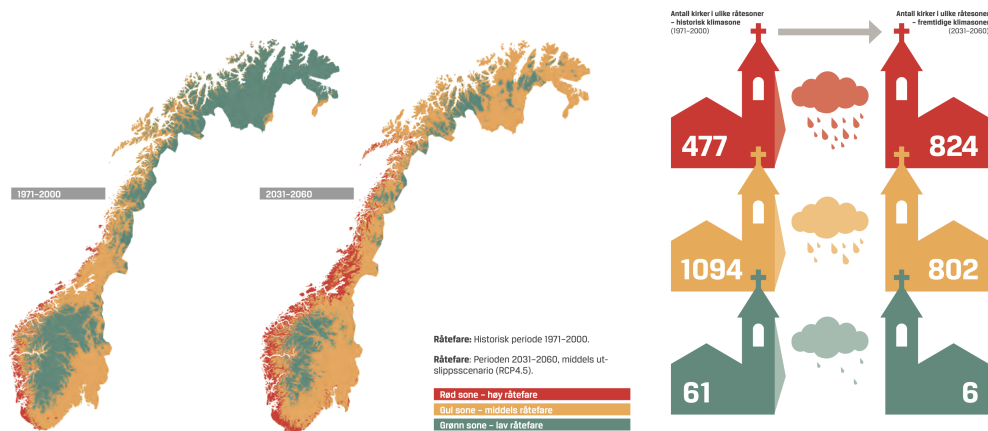 1971–2000
2031–2060
Råtefare: Historisk periode 1971–2000.
Råtefare: Perioden 2031–2060, middels ut-
slippsscenario (RCP4.5).
Rød sone – høy råtefare
Gul sone – middels råtefare
Grønn sone – lav råtefare
Antall kirker i ulike råtesoner
– historisk klimasone
(1971–2000)
Antall kirker i ulike råtesoner
– fremtidige klimasoner
(2031–2060)
477
824
1094
802
61
6